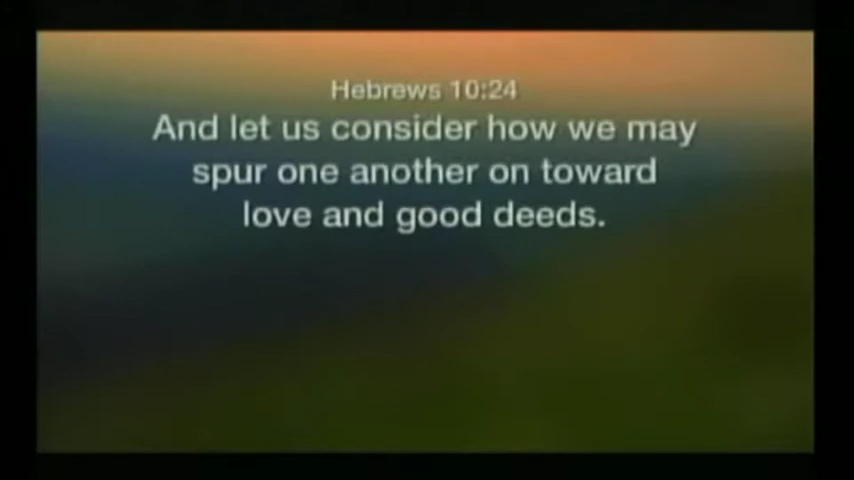 Hebrews 10:24
And let us consider how we may
spur one another on toward
love and good deeds.